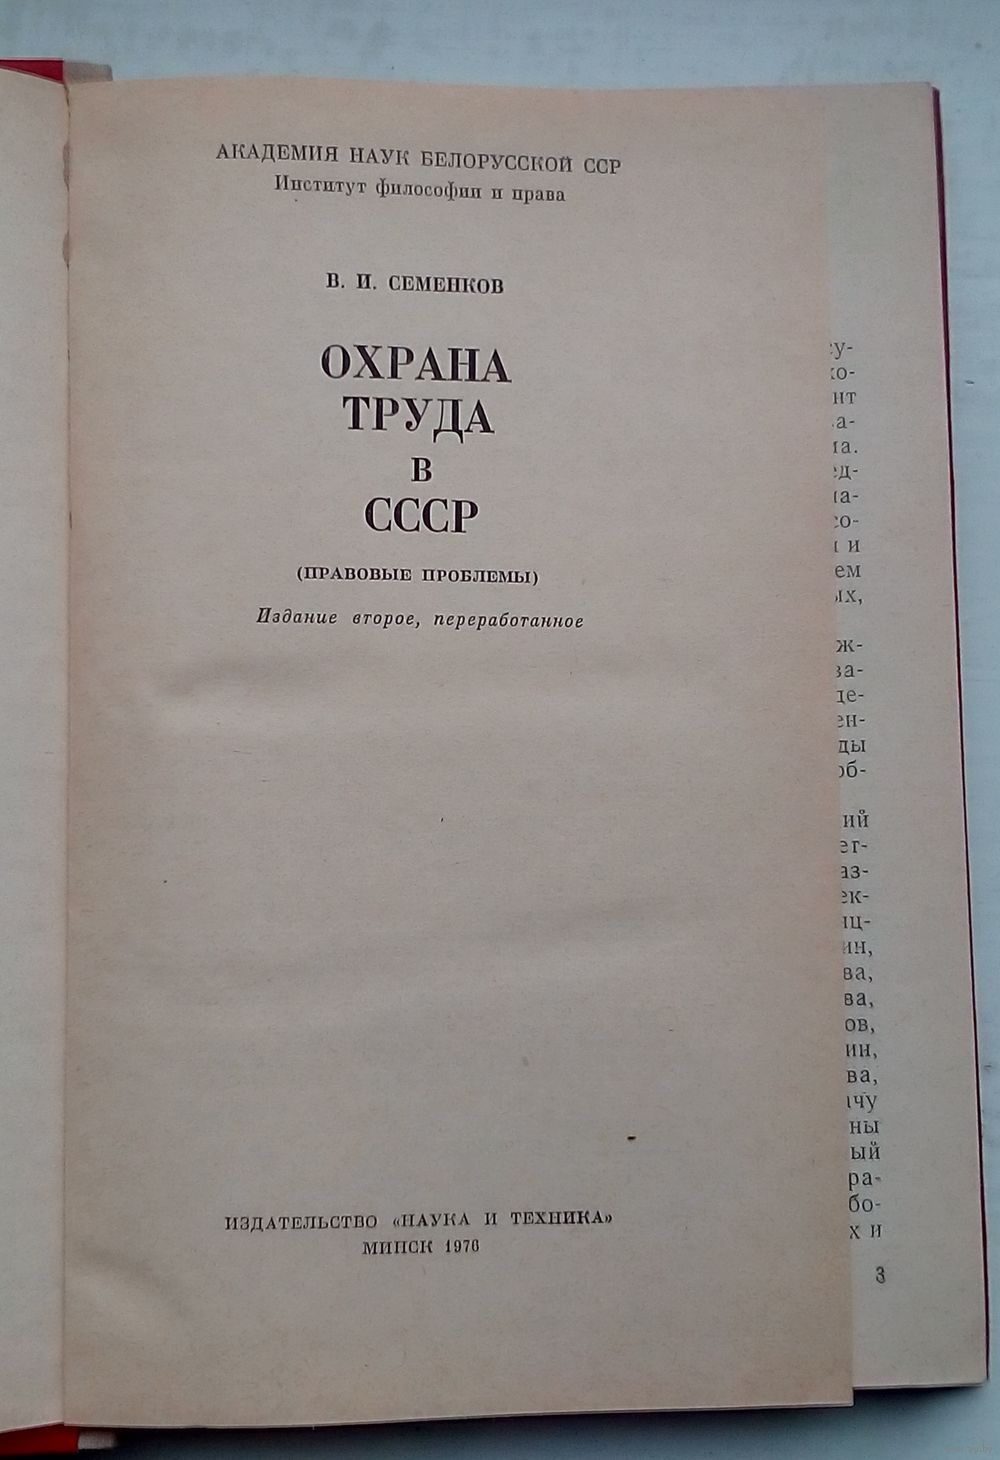 АКАДЕМИЯ НАУК БЕЛОРУССКОЙ ССР
Институт философии и права
В. И. СЕМЕНКОВ
ОХРАНА
ТРУДА
В
СССР
(ПРАВОВЫЕ ПРОБЛЕМЫ)
Издание второе, переработанное
ИЗДАТЕЛЬСТВО «НАУКА И ТЕХНИКА»
МИНСК 1976
3